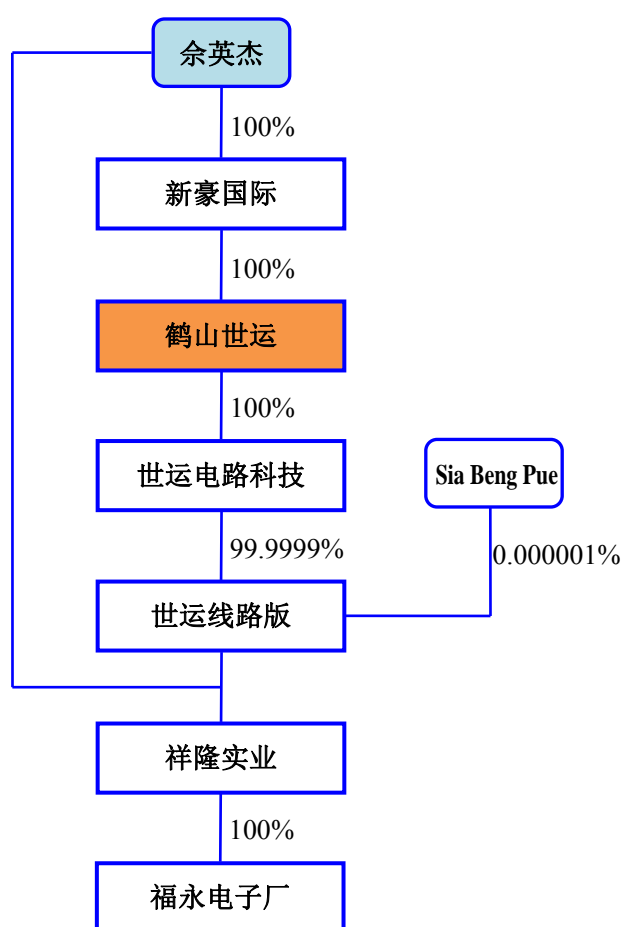 佘英杰
100%
新豪国际
100%
鹤山世运
100%
世运电路科技
Sia Beng Pue
99.9999%
0.000001%
世运线路版
祥隆实业
100%
福永电子厂